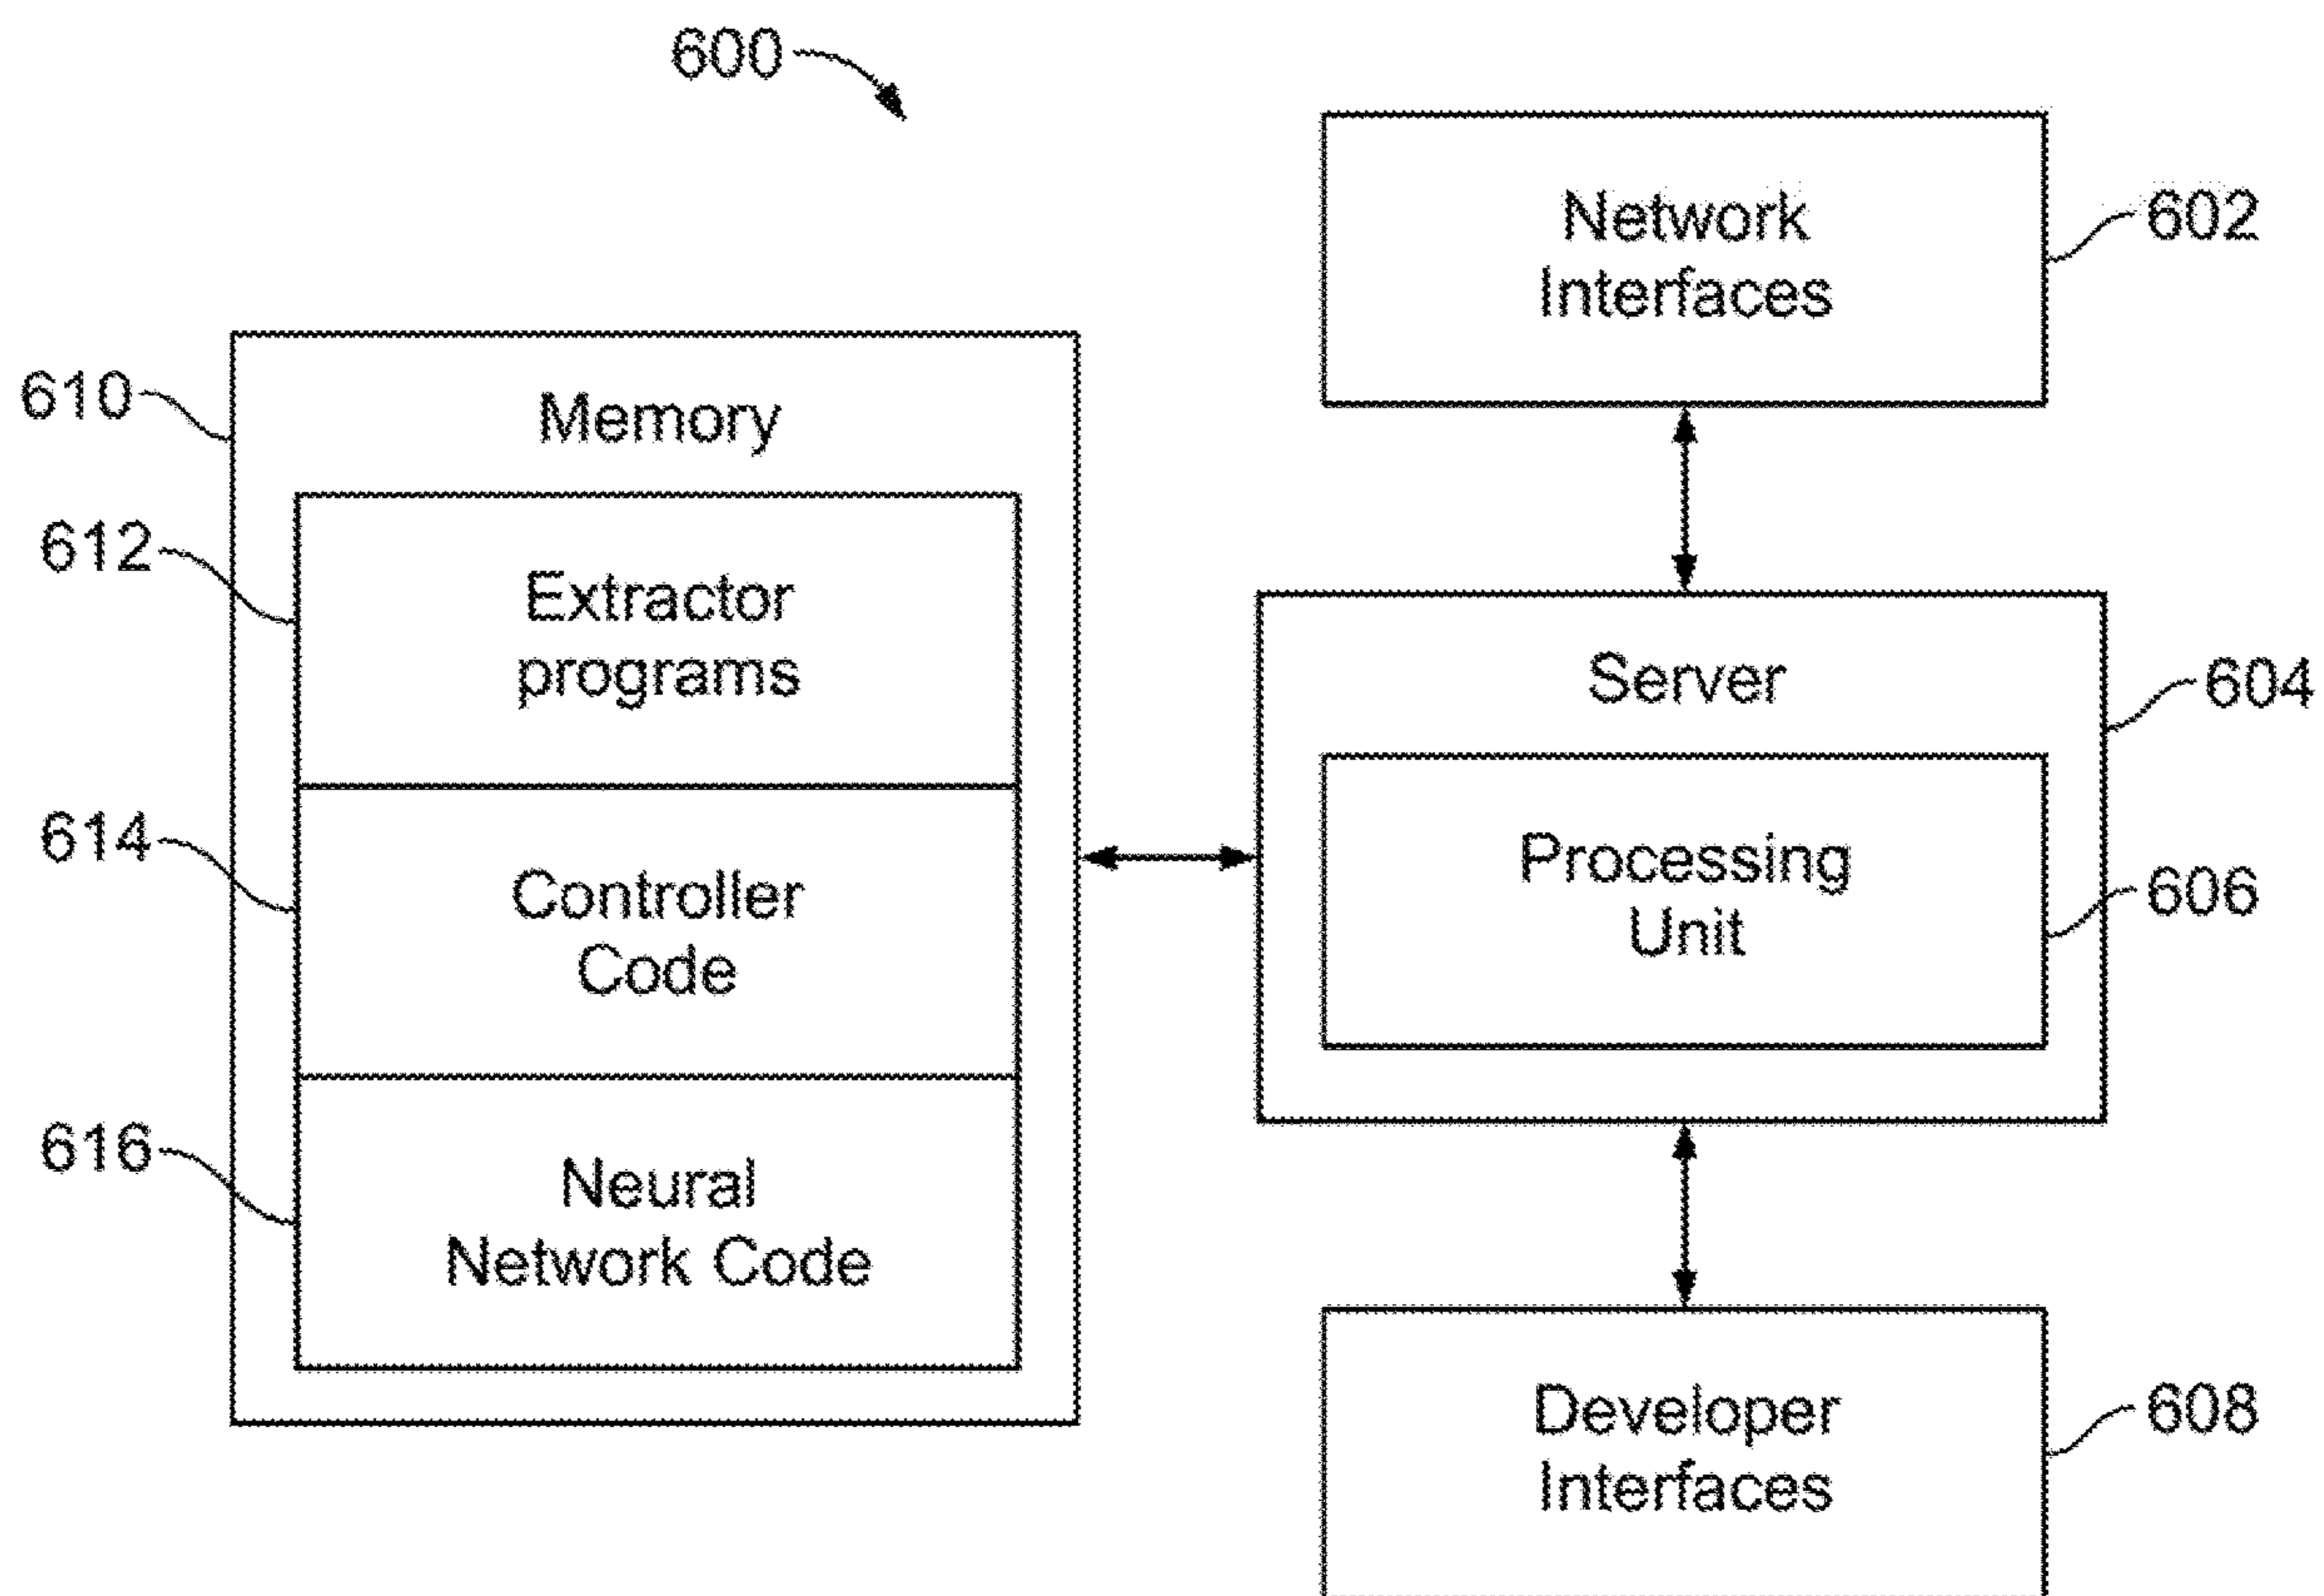 600
Network
Interfaces
602
610
Memory
612
Extractor
programs
Server
604
614
Controller
Code
Processing
Unit
606
616
Neural
Network Code
Developer
Interfaces
608